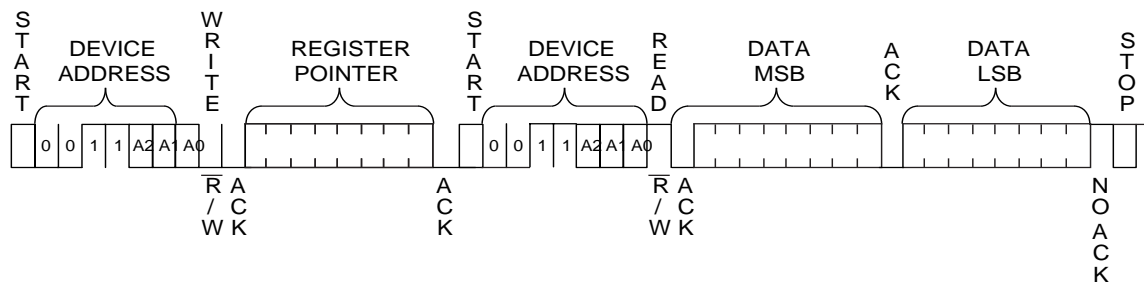 START
DEVICE
ADDRESS
WRITE
REGISTER
POINTER
START
DEVICE
ADDRESS
READ
DATA
MSB
ACK
DATA
LSB
STOP
0 0 1 1 A2 A1 A0
0 0 1 1 A2 A1 A0
R̅/W
ACK
ACK
R̅/W
ACK
NO ACK